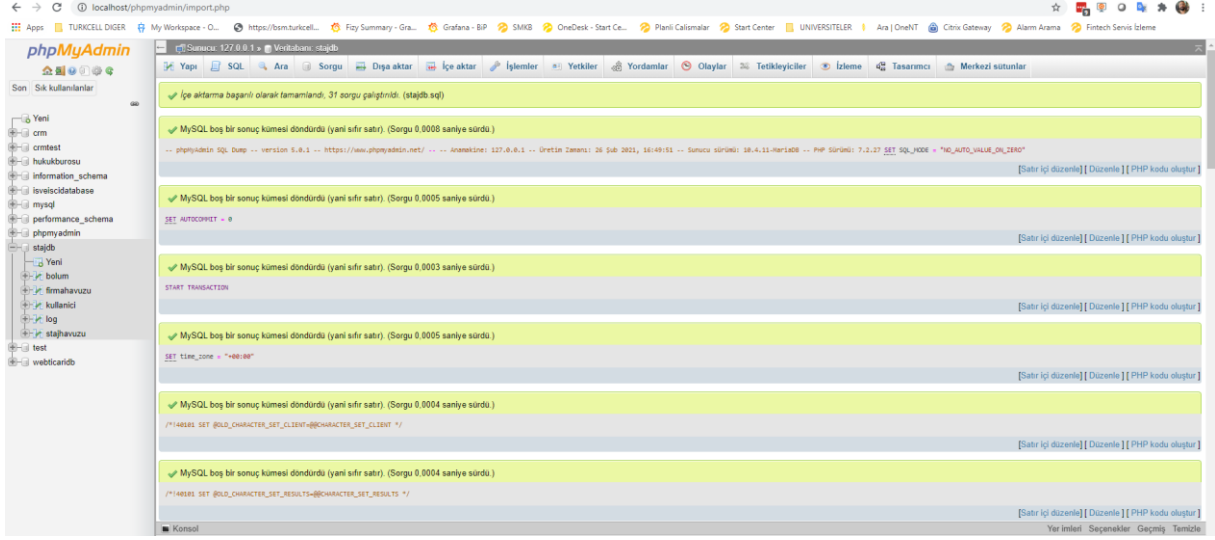 localhost/phpmyadmin/import.php
Apps TURKCELL DIGER My Workspace - O... https://bsm.turkcell... Fizy Summary - Gra... Grafana - BiP SMKB OneDesk - Start Ce... Planli Calismalar Start Center UNIVERSITELER Ara | OneNT Citrix Gateway Alarm Arama Fintech Servis İzleme
phpMyAdmin
Son Sık kullanılanlar
Yeni
crm
crmtest
hukukburosu
information_schema
isveiscidatabase
mysql
performance_schema
phpmyadmin
stajdb
Yeni
bolum
firmahavuzu
kullanici
log
stajhavuzu
test
webticaridb
Sunucu: 127.0.0.1 » Veritabanı: stajdb
Yapı SQL Ara Sorgu Dışa aktar İçe aktar İşlemler Yetkiler Yordamlar Olaylar Tetikleyiciler İzleme Tasarımcı Merkezi sütunlar
İçe aktarma başarılı olarak tamamlandı, 31 sorgu çalıştırıldı. (stajdb.sql)
MySQL boş bir sonuç kümesi döndürdü (yani sıfır satır). (Sorgu 0,0008 saniye sürdü.)
-- phpMyAdmin SQL Dump -- version 5.0.1 -- https://www.phpmyadmin.net/ -- -- Anamakine: 127.0.0.1 -- Üretim Zamanı: 26 Şub 2021, 16:49:51 -- Sunucu sürümü: 10.4.11-MariaDB -- PHP Sürümü: 7.2.27 SET SQL_MODE = "NO_AUTO_VALUE_ON_ZERO"
[Satır içi düzenle] [ Düzenle ] [ PHP kodu oluştur ]
MySQL boş bir sonuç kümesi döndürdü (yani sıfır satır). (Sorgu 0,0005 saniye sürdü.)
SET AUTOCOMMIT = 0
[Satır içi düzenle] [ Düzenle ] [ PHP kodu oluştur ]
MySQL boş bir sonuç kümesi döndürdü (yani sıfır satır). (Sorgu 0,0003 saniye sürdü.)
START TRANSACTION
[Satır içi düzenle] [ Düzenle ] [ PHP kodu oluştur ]
MySQL boş bir sonuç kümesi döndürdü (yani sıfır satır). (Sorgu 0,0005 saniye sürdü.)
SET time_zone = "+00:00"
[Satır içi düzenle] [ Düzenle ] [ PHP kodu oluştur ]
MySQL boş bir sonuç kümesi döndürdü (yani sıfır satır). (Sorgu 0,0004 saniye sürdü.)
/*!40101 SET @OLD_CHARACTER_SET_CLIENT=@@CHARACTER_SET_CLIENT */
[Satır içi düzenle] [ Düzenle ] [ PHP kodu oluştur ]
MySQL boş bir sonuç kümesi döndürdü (yani sıfır satır). (Sorgu 0,0004 saniye sürdü.)
/*!40101 SET @OLD_CHARACTER_SET_RESULTS=@@CHARACTER_SET_RESULTS */
[Satır içi düzenle] [ Düzenle ] [ PHP kodu oluştur ]
Konsol Yer imleri Seçenekler Geçmiş Temizle